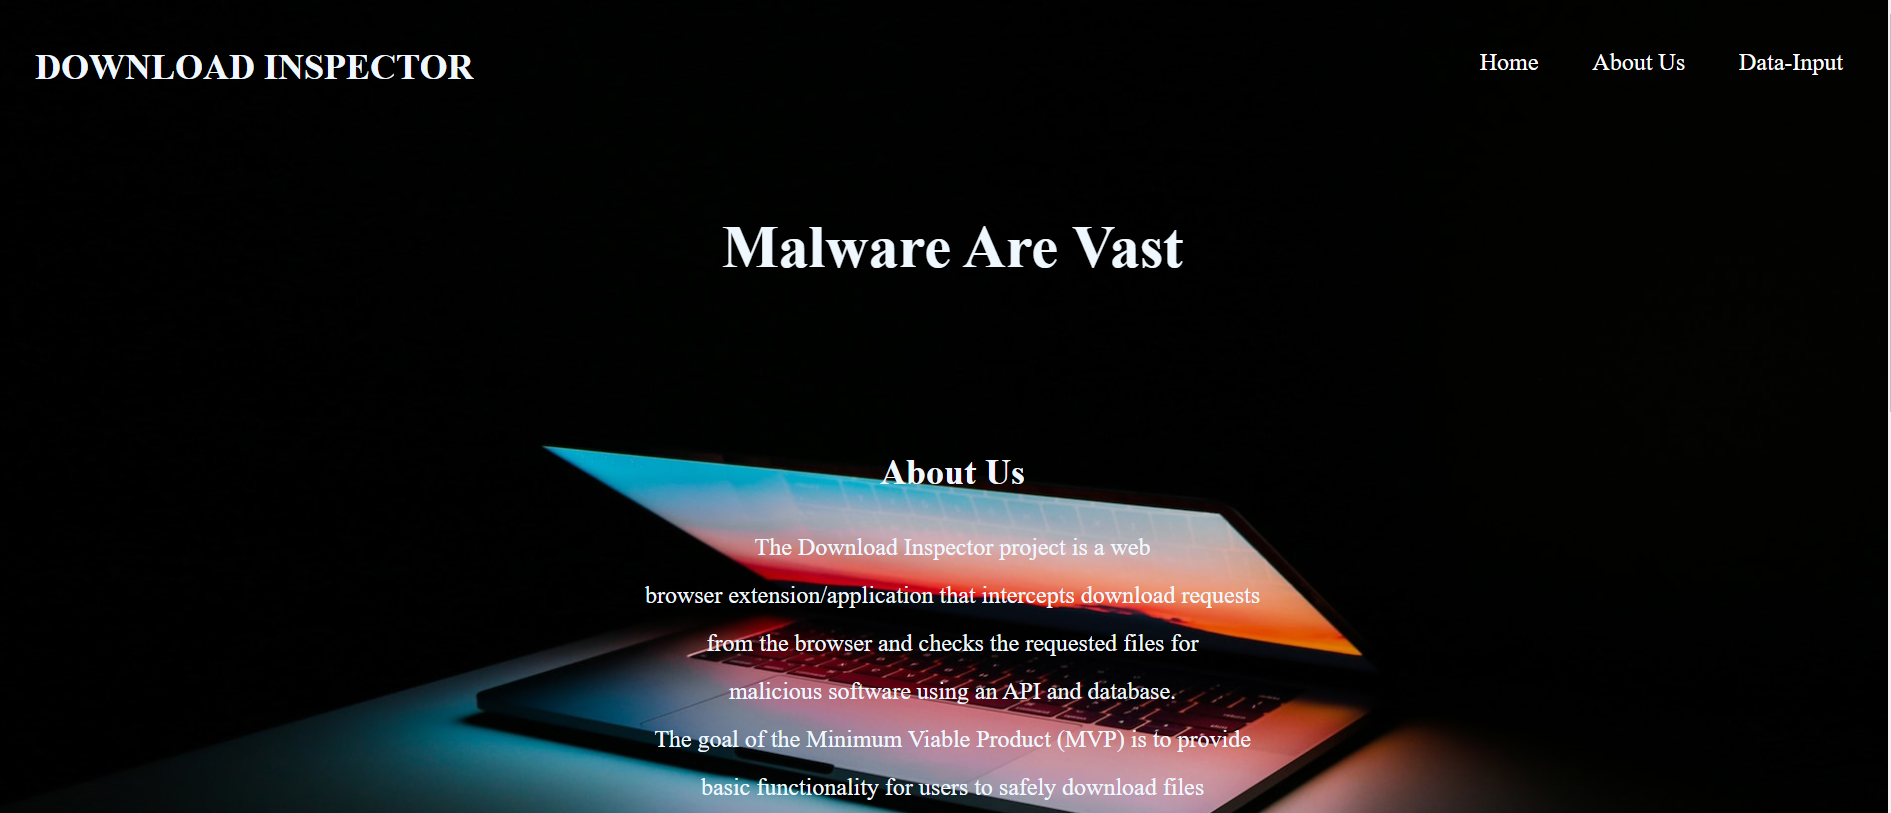 DOWNLOAD INSPECTOR
Home About Us Data-Input
Malware Are Vast
About Us
The Download Inspector project is a web
browser extension/application that intercepts download requests
from the browser and checks the requested files for
malicious software using an API and database.
The goal of the Minimum Viable Product (MVP) is to provide
basic functionality for users to safely download files